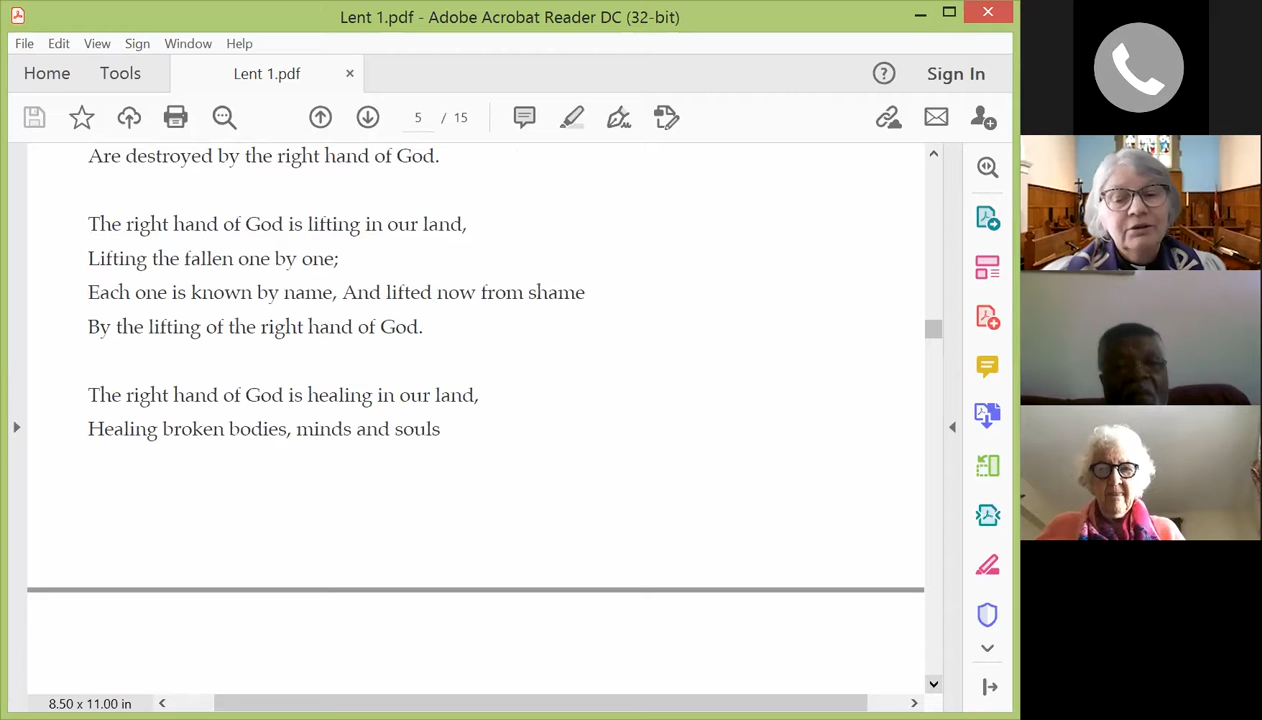 Lent 1.pdf - Adobe Acrobat Reader DC (32-bit)
File Edit View Sign Window Help
Home Tools Lent 1.pdf × Sign In
5 / 15
Are destroyed by the right hand of God.
The right hand of God is lifting in our land,
Lifting the fallen one by one;
Each one is known by name, And lifted now from shame
By the lifting of the right hand of God.
The right hand of God is healing in our land,
Healing broken bodies, minds and souls
8.50 x 11.00 in